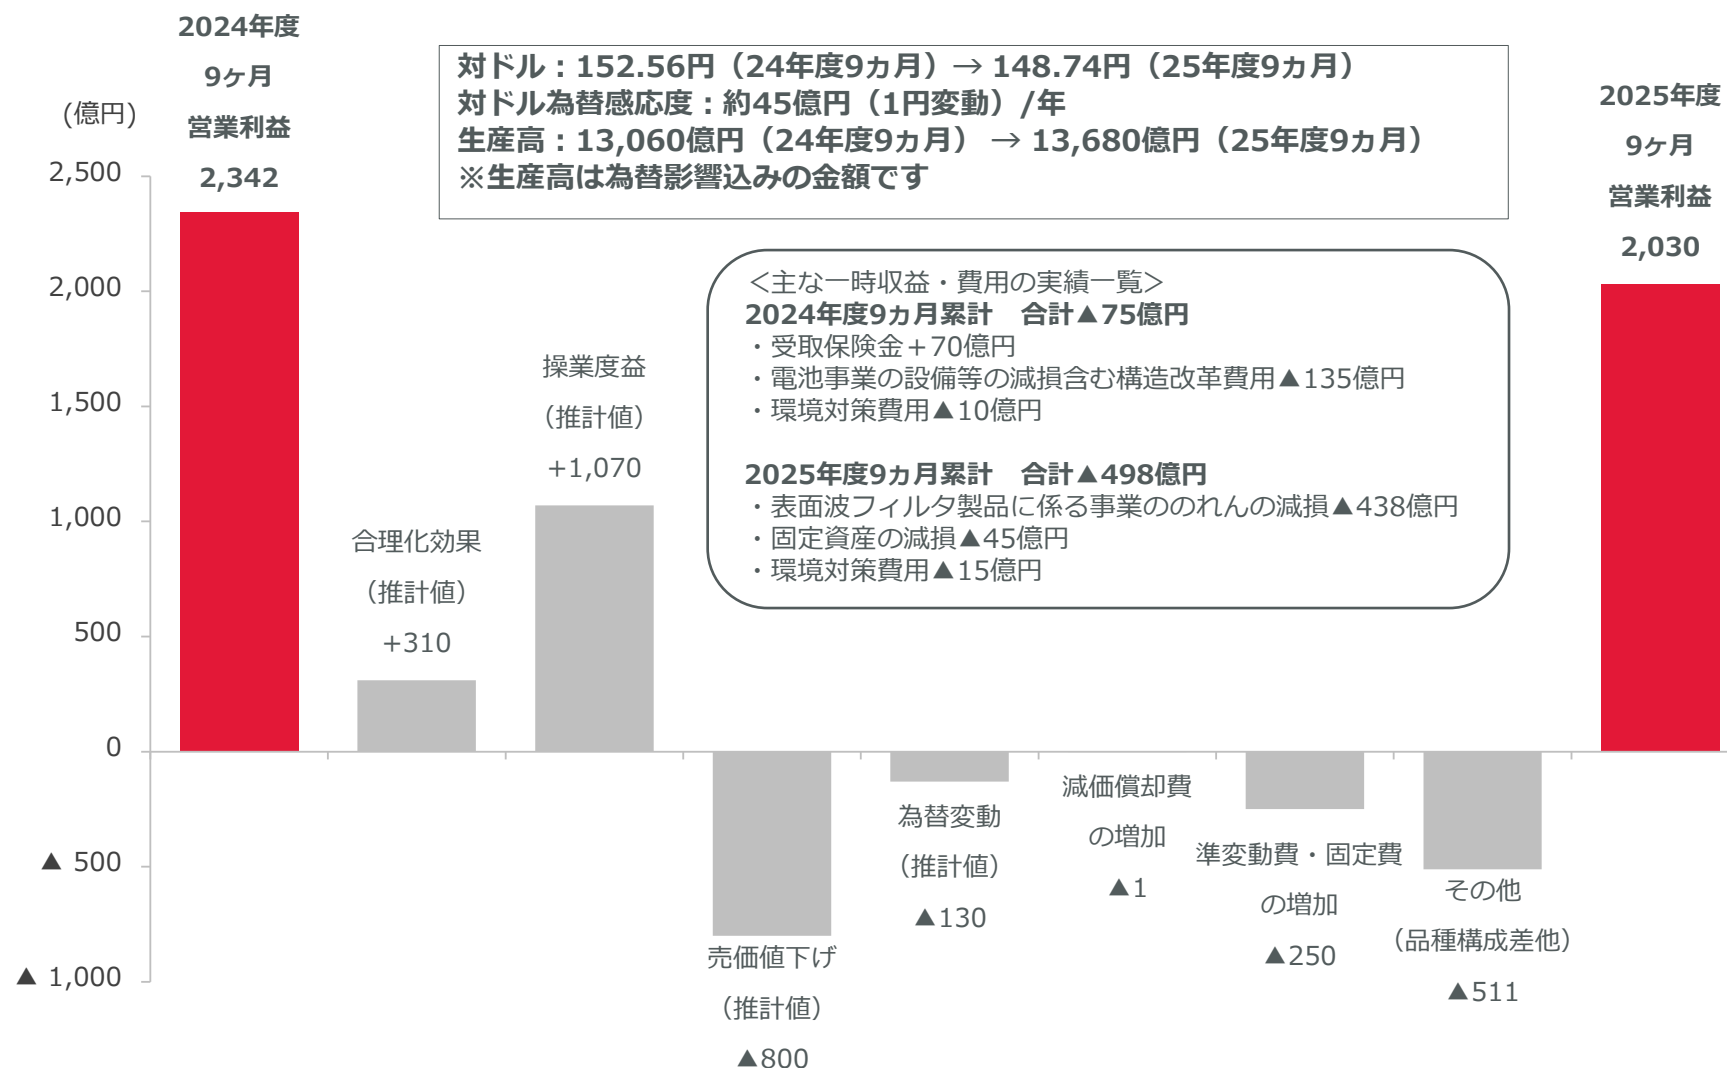 2024年度
9ヶ月
営業利益
2,342
対ドル：152.56円（24年度9ヵ月）→ 148.74円（25年度9ヵ月）
対ドル為替感応度：約45億円（1円変動）/年
生産高：13,060億円（24年度9ヵ月） → 13,680億円（25年度9ヵ月）
※生産高は為替影響込みの金額です
2025年度
9ヶ月
営業利益
2,030
(億円)
2,500
2,000
1,500
1,000
500
0
▲ 500
▲ 1,000
＜主な一時収益・費用の実績一覧＞
2024年度9ヵ月累計　合計▲75億円
・受取保険金＋70億円
・電池事業の設備等の減損含む構造改革費用▲135億円
・環境対策費用▲10億円
2025年度9ヵ月累計　合計▲498億円
・表面波フィルタ製品に係る事業ののれんの減損▲438億円
・固定資産の減損▲45億円
・環境対策費用▲15億円
合理化効果
（推計値）
+310
操業度益
（推計値）
+1,070
売価値下げ
（推計値）
▲800
為替変動
（推計値）
▲130
減価償却費
の増加
▲1
準変動費・固定費
の増加
▲250
その他
（品種構成差他）
▲511